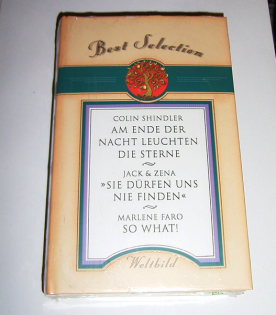 Best Selection
COLIN SHINDLER
AM ENDE DER
NACHT LEUCHTEN
DIE STERNE
JACK & ZENA
»SIE DÜRFEN UNS
NIE FINDEN«
MARLENE FARO
SO WHAT!
Weltbild